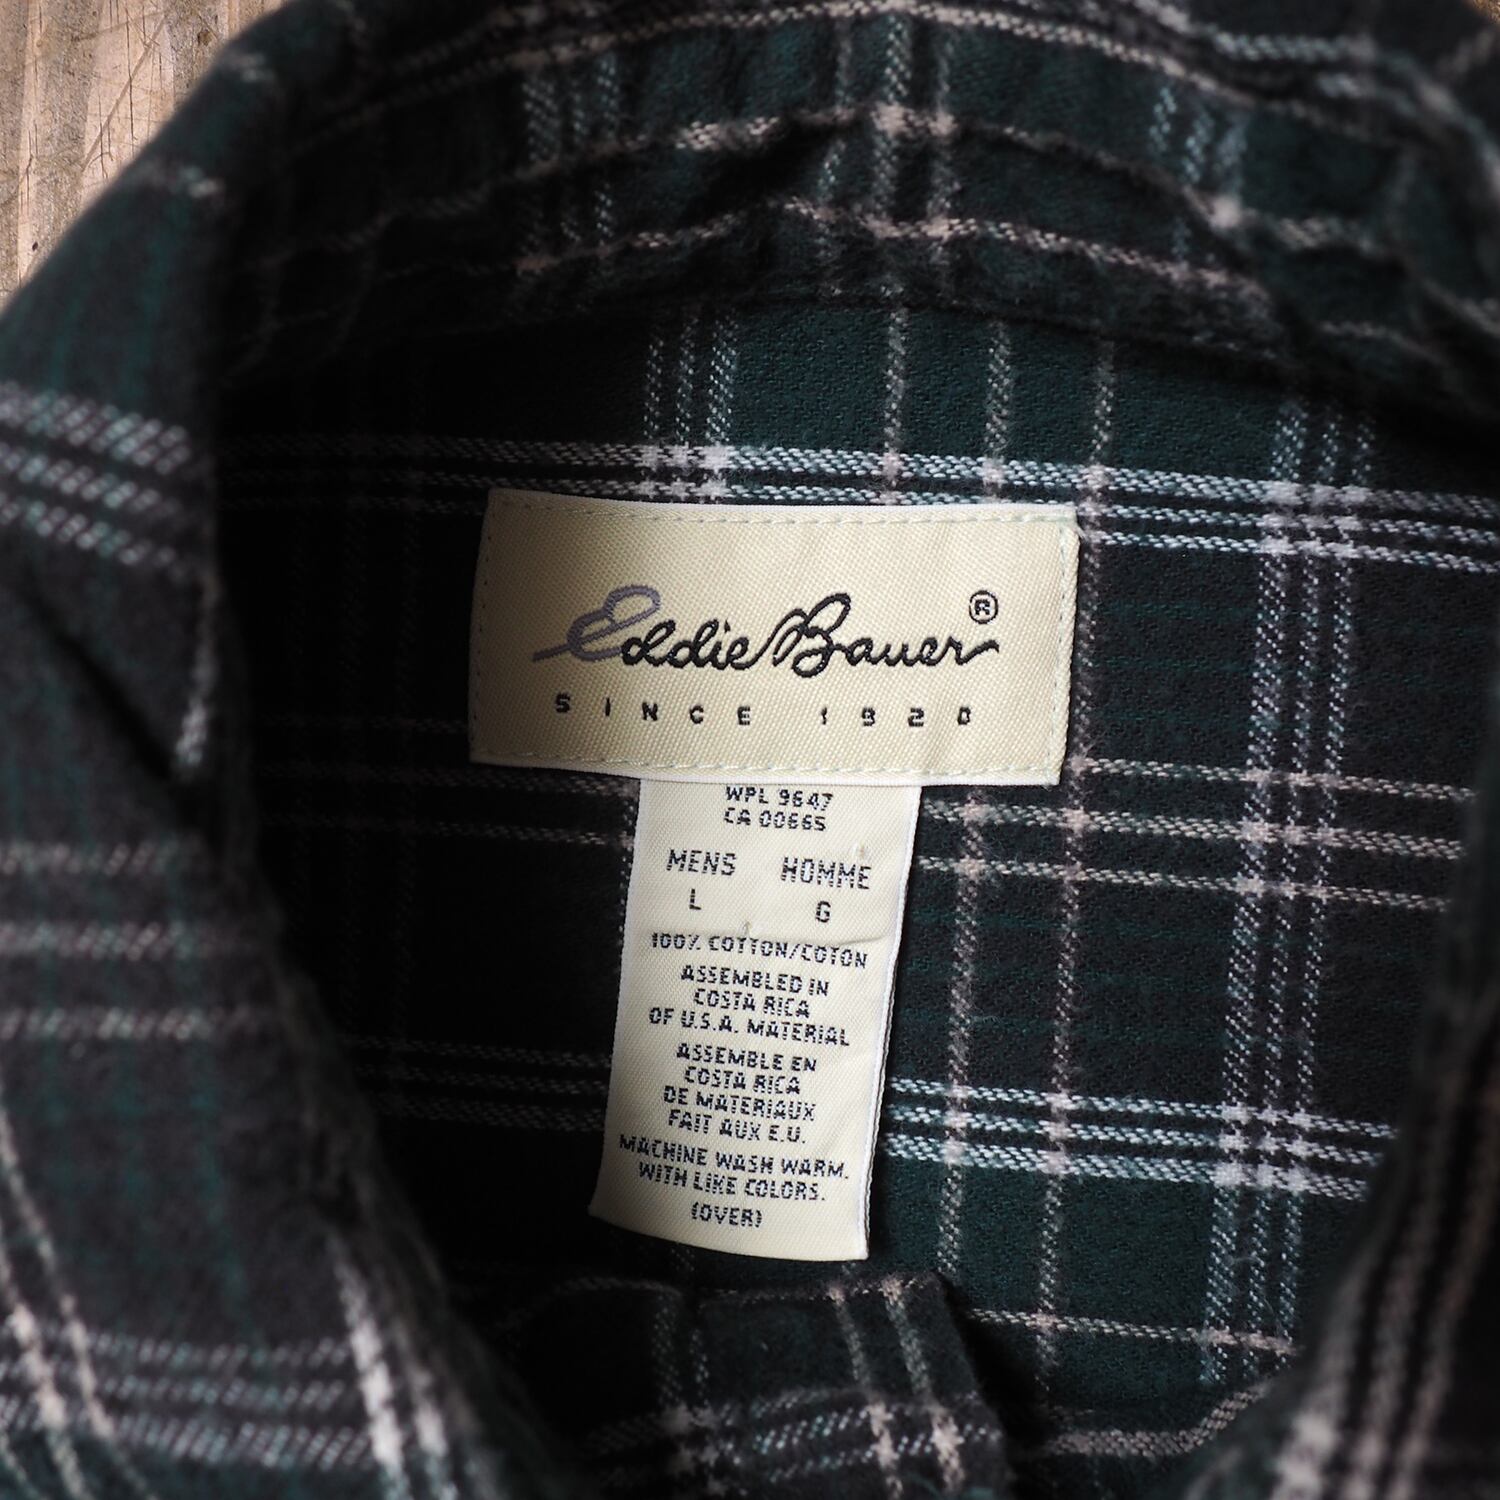 Eddie Bauer®
SINCE 1920
WPL 9647
CA 00665
MENS HOMME
L G
100% COTTON/COTON
ASSEMBLED IN
COSTA RICA
OF U.S.A. MATERIAL
ASSEMBLE EN
COSTA RICA
DE MATERIAUX
FAIT AUX E.U.
MACHINE WASH WARM.
WITH LIKE COLORS.
(OVER)